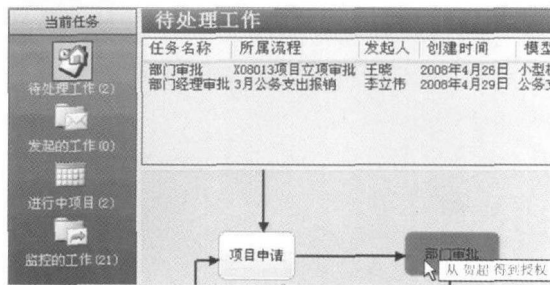 当前任务
待处理工作(2)
发起的工作(0)
进行中项目(2)
监控的工作(21)
待处理工作
任务名称 所属流程 发起人 创建时间 模型
部门审批 X08013项目立项审批 王晓 2008年4月26日 小型
部门经理审批 3月公务支出报销 李立伟 2008年4月29日 公务支
项目申请
部门审批
从 贺超 得到授权